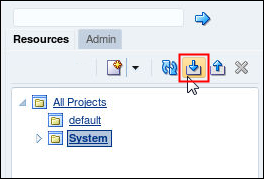 Resources
Admin
All Projects
default
System